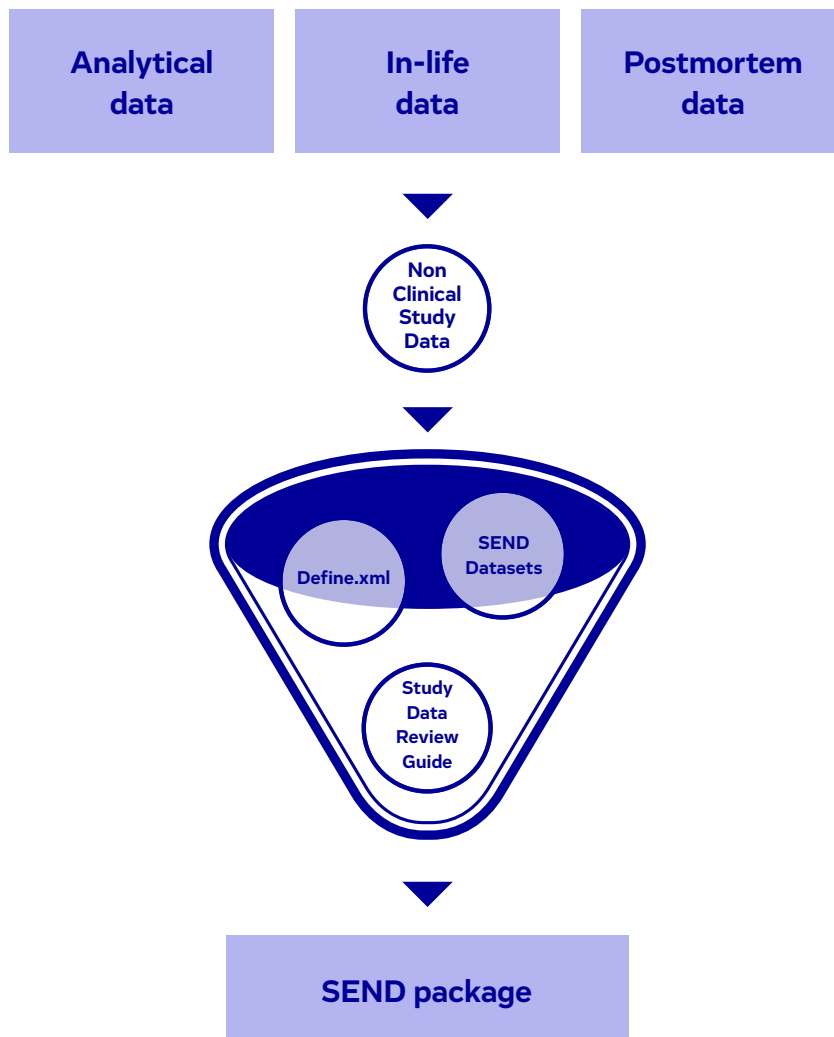 Analytical
data
In-life
data
Postmortem
data
Non
Clinical
Study
Data
Define.xml
SEND
Datasets
Study
Data
Review
Guide
SEND package